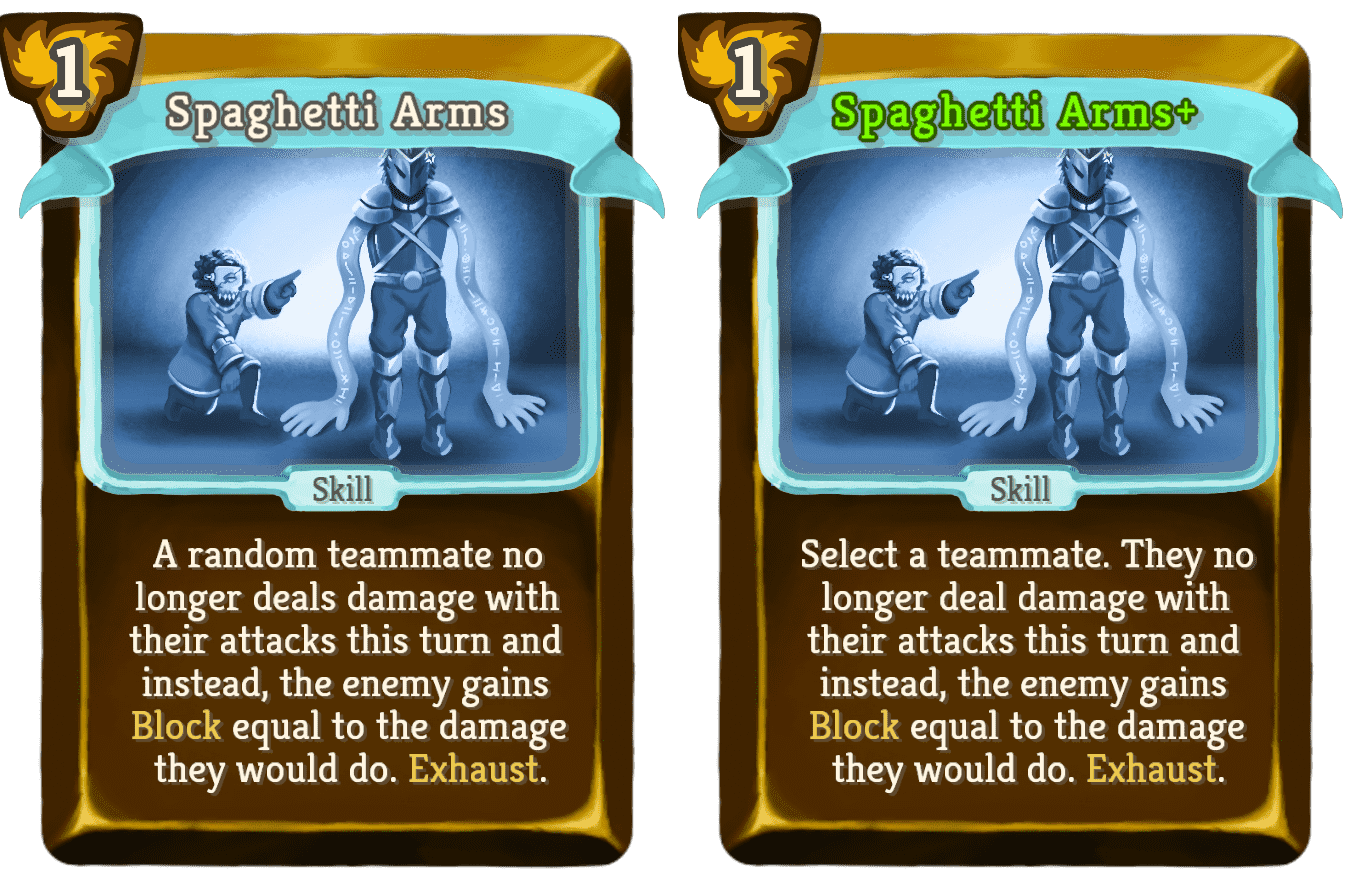 1
Spaghetti Arms
Skill
A random teammate no
longer deals damage with
their attacks this turn and
instead, the enemy gains
Block equal to the damage
they would do. Exhaust.
1
Spaghetti Arms+
Skill
Select a teammate. They no
longer deal damage with
their attacks this turn and
instead, the enemy gains
Block equal to the damage
they would do. Exhaust.